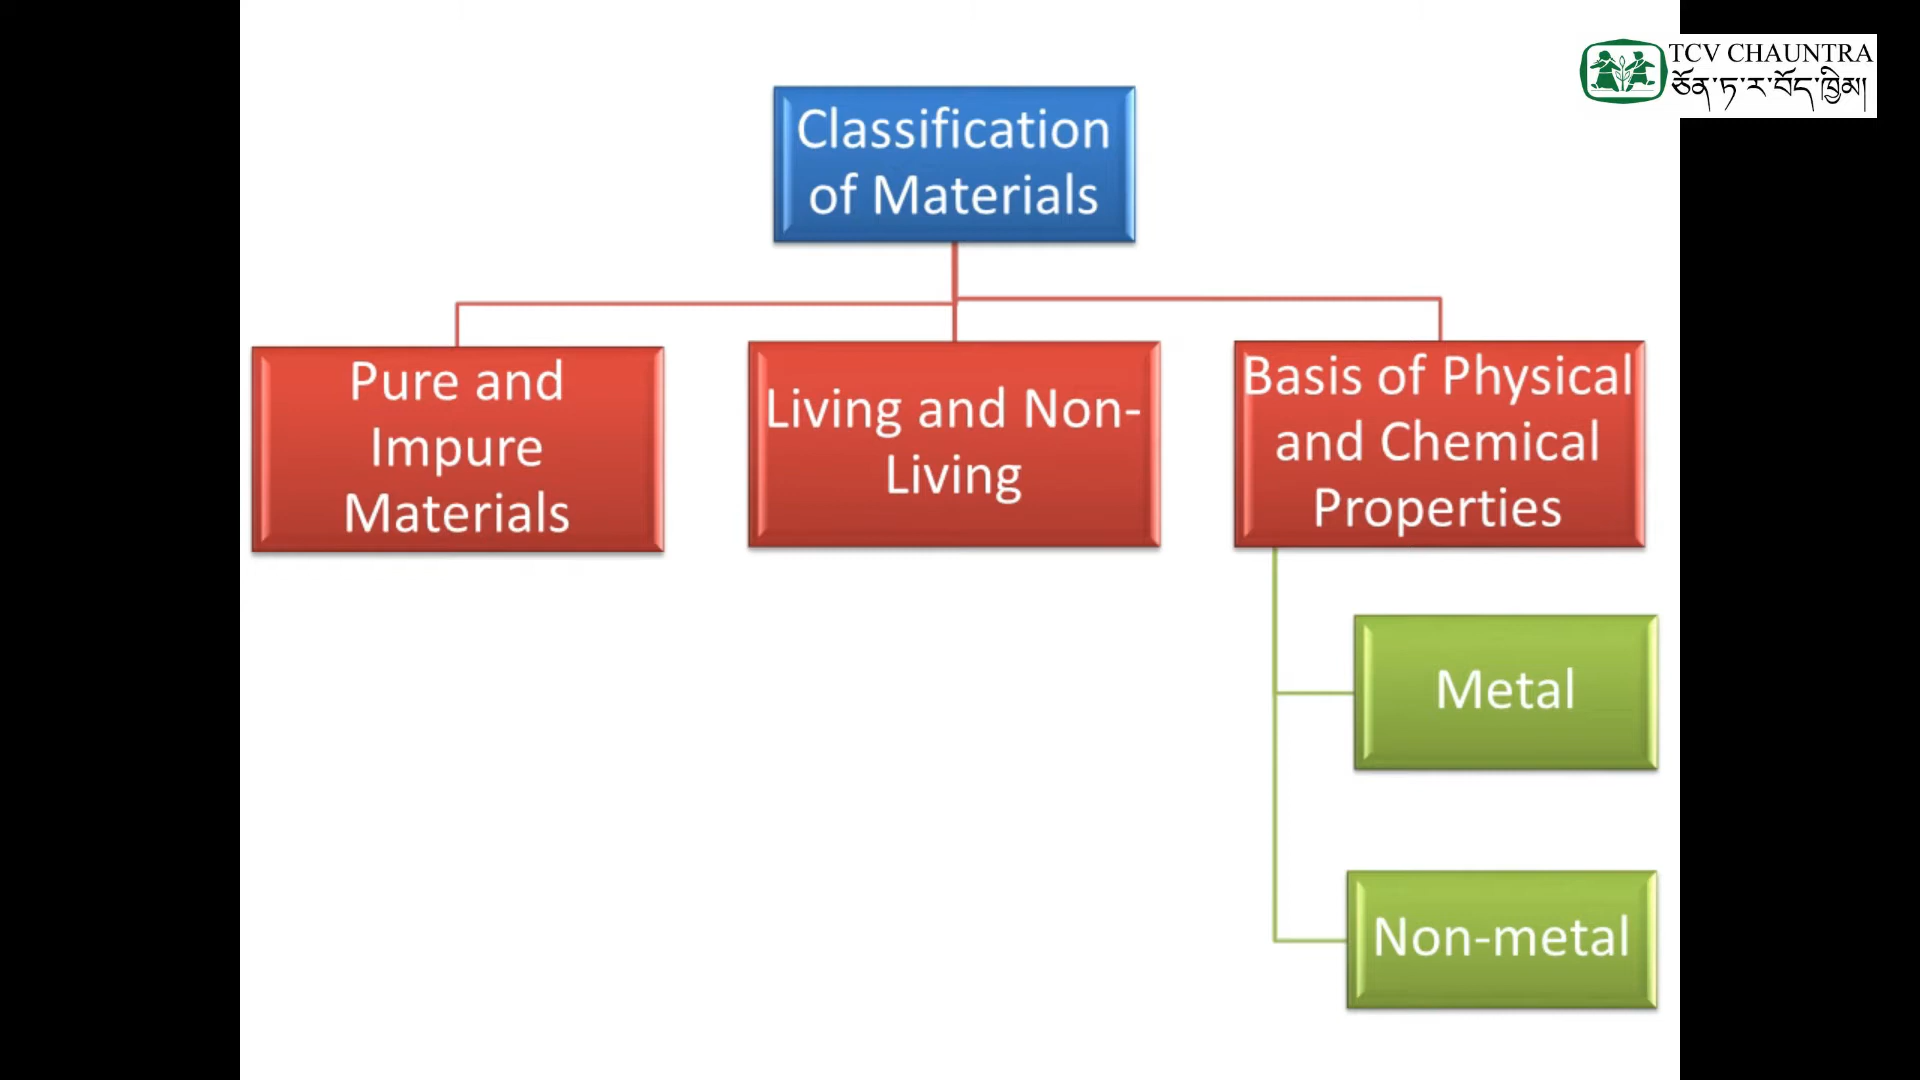 TCV CHAUNTRA
ཅོན་ཏ་ར་བོད་ཁྱིམ།
Classification
of Materials
Pure and
Impure
Materials
Living and Non-
Living
Basis of Physical
and Chemical
Properties
Metal
Non-metal